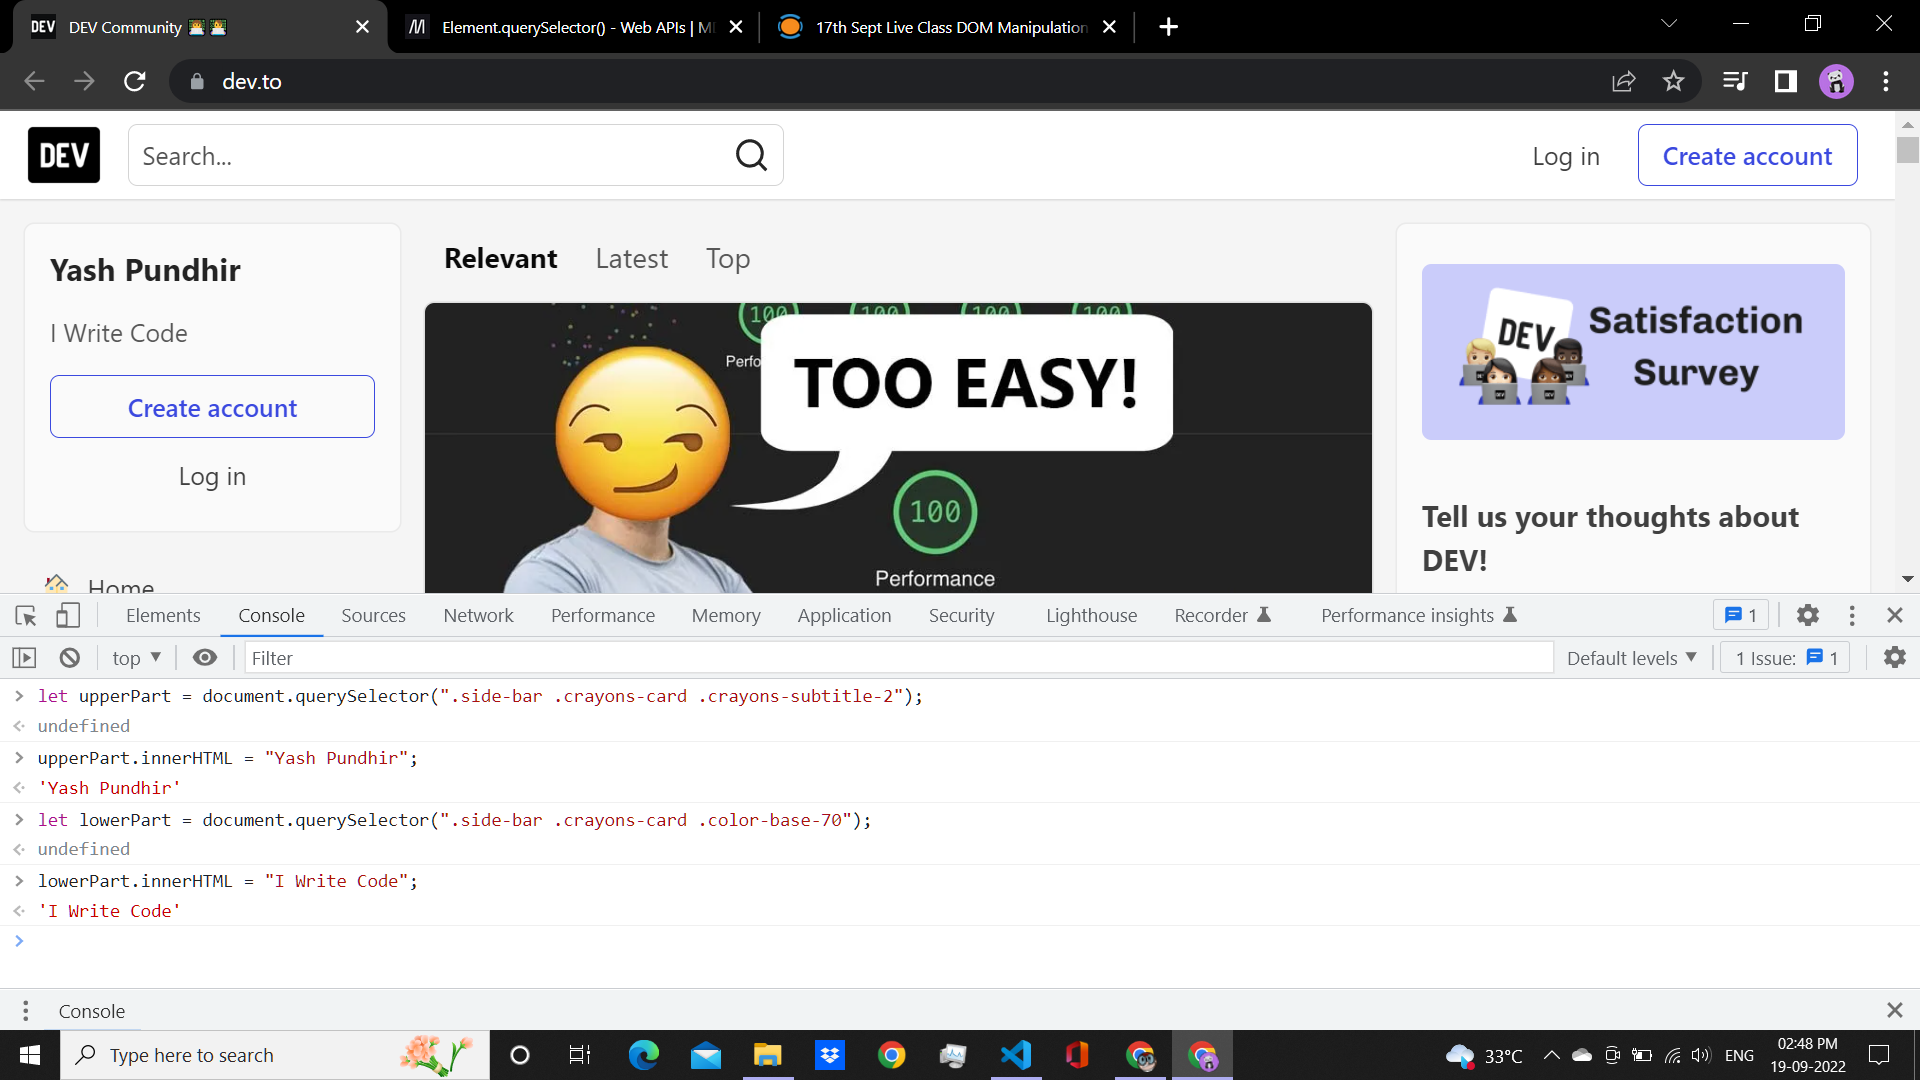 DEV DEV Community
Element.querySelector() - Web APIs | M
17th Sept Live Class DOM Manipulation
dev.to
DEV
Search...
Log in
Create account
Yash Pundhir
I Write Code
Create account
Log in
Home
Relevant
Latest
Top
100
100
100
100
Perfo
TOO EASY!
100
Performance
DEV
Satisfaction
Survey
Tell us your thoughts about
DEV!
Elements
Console
Sources
Network
Performance
Memory
Application
Security
Lighthouse
Recorder
Performance insights
1
top
Filter
Default levels
1 Issue: 1
let upperPart = document.querySelector(".side-bar .crayons-card .crayons-subtitle-2");
undefined
upperPart.innerHTML = "Yash Pundhir";
'Yash Pundhir'
let lowerPart = document.querySelector(".side-bar .crayons-card .color-base-70");
undefined
lowerPart.innerHTML = "I Write Code";
'I Write Code'
Console
Type here to search
33°C
ENG
02:48 PM
19-09-2022